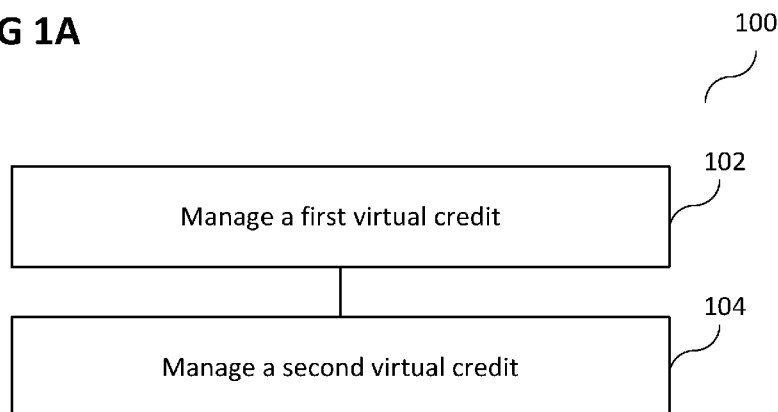 G 1A
100
102
Manage a first virtual credit
104
Manage a second virtual credit